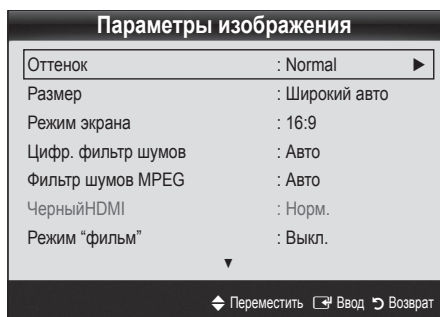 Параметры изображения
Оттенок : Normal ►
Размер : Широкий авто
Режим экрана : 16:9
Цифр. фильтр шумов : Авто
Фильтр шумов MPEG : Авто
ЧерныйHDMI : Норм.
Режим “фильм” : Выкл.
▼
Переместить Ввод Возврат